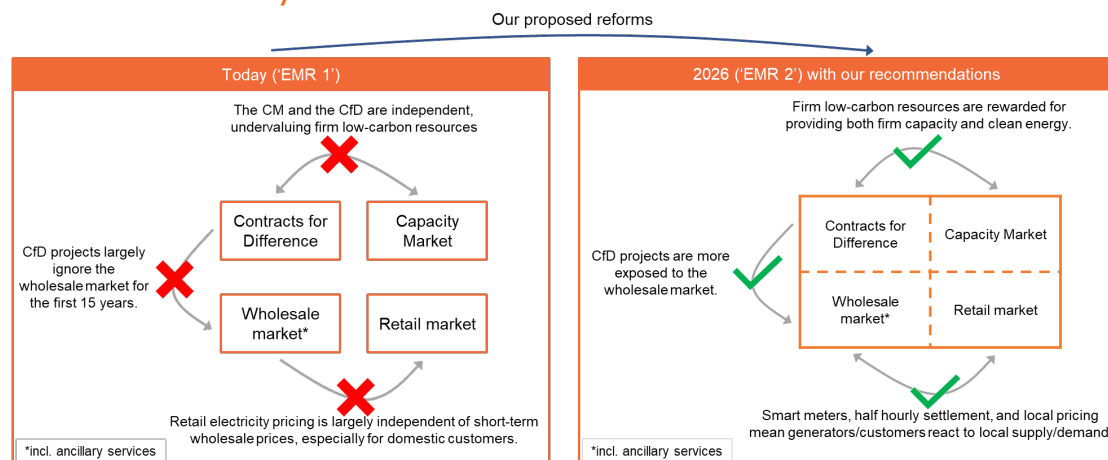 Our proposed reforms
Today (‘EMR 1’)
The CM and the CfD are independent,
undervaluing firm low-carbon resources
Contracts for
Difference
Capacity
Market
CfD projects largely
ignore the
wholesale market for
the first 15 years.
Wholesale
market*
Retail market
Retail electricity pricing is largely independent of short-term
wholesale prices, especially for domestic customers.
*incl. ancillary services
2026 (‘EMR 2’) with our recommendations
Firm low-carbon resources are rewarded for
providing both firm capacity and clean energy.
Contracts for
Difference
Capacity Market
CfD projects are more
exposed to the
wholesale market.
Wholesale
market*
Retail market
Smart meters, half hourly settlement, and local pricing
mean generators/customers react to local supply/demand
*incl. ancillary services